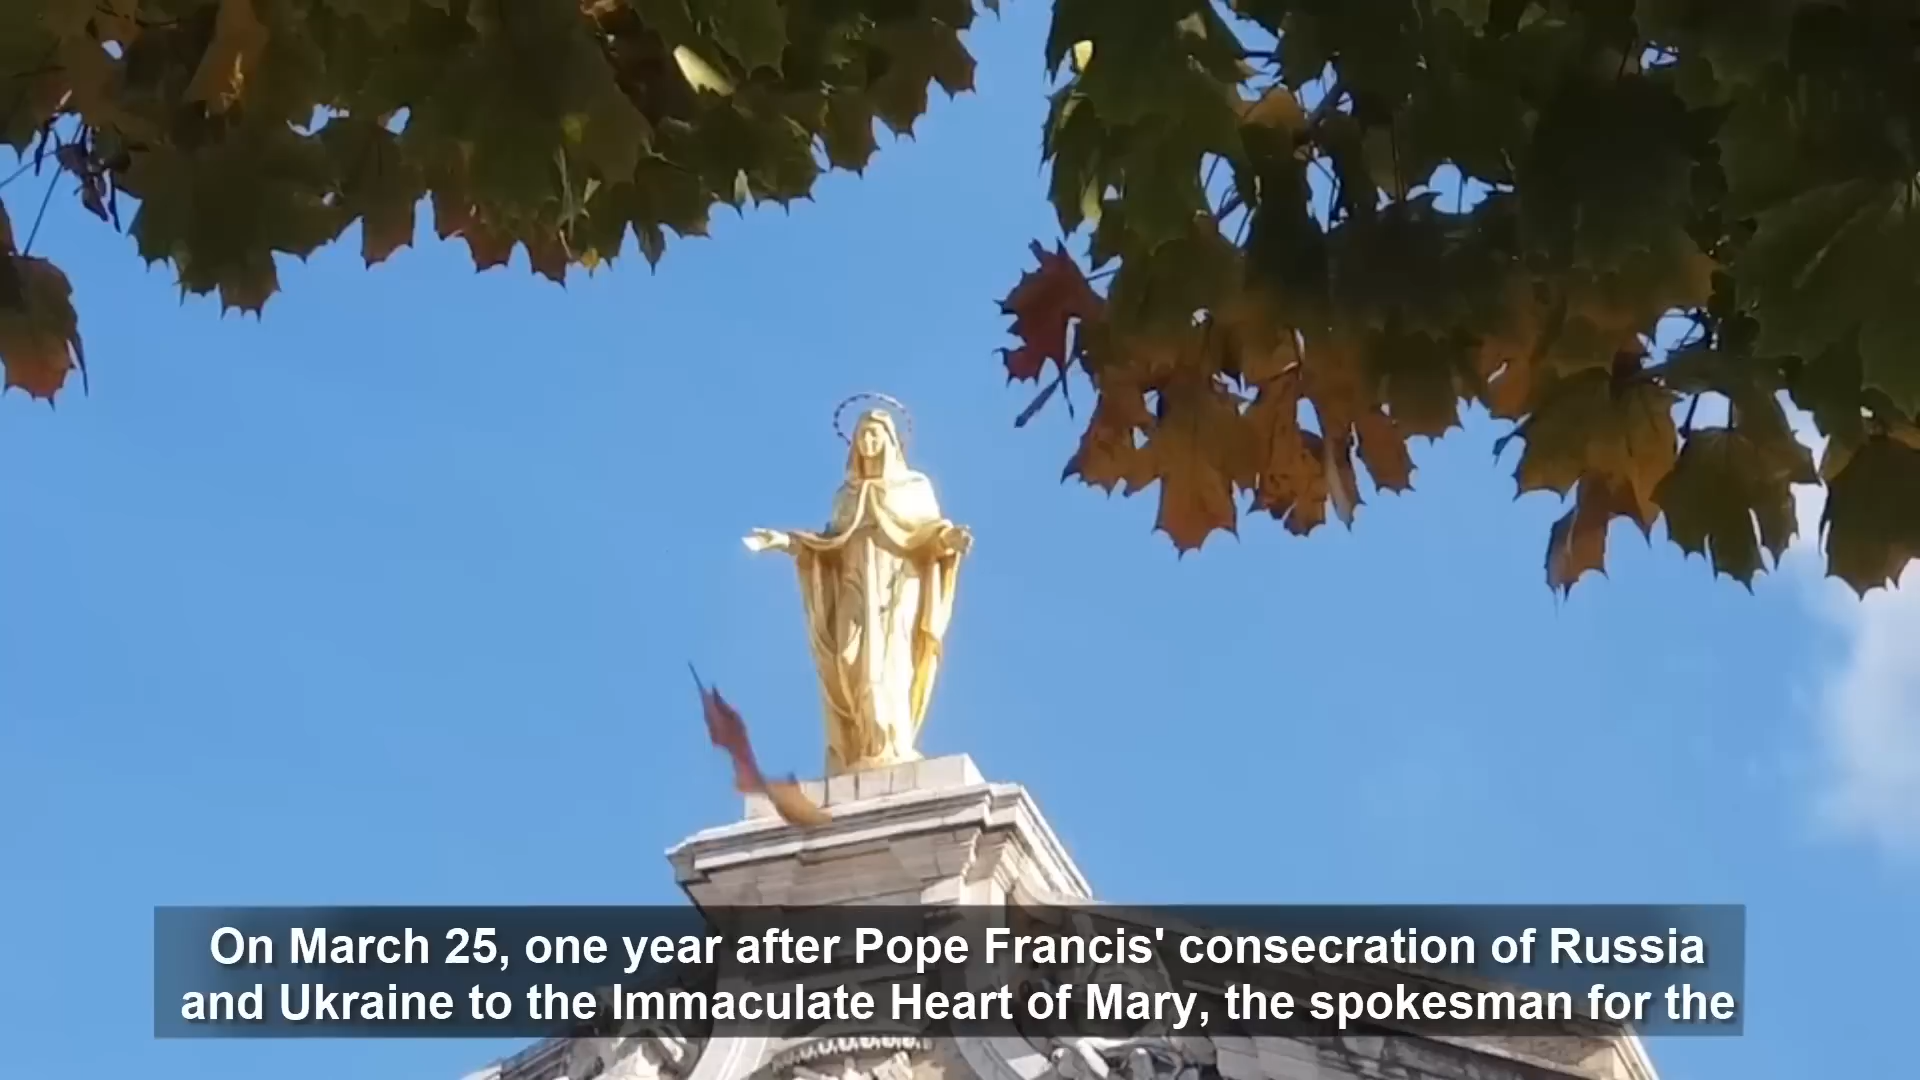 On March 25, one year after Pope Francis' consecration of Russia
and Ukraine to the Immaculate Heart of Mary, the spokesman for the